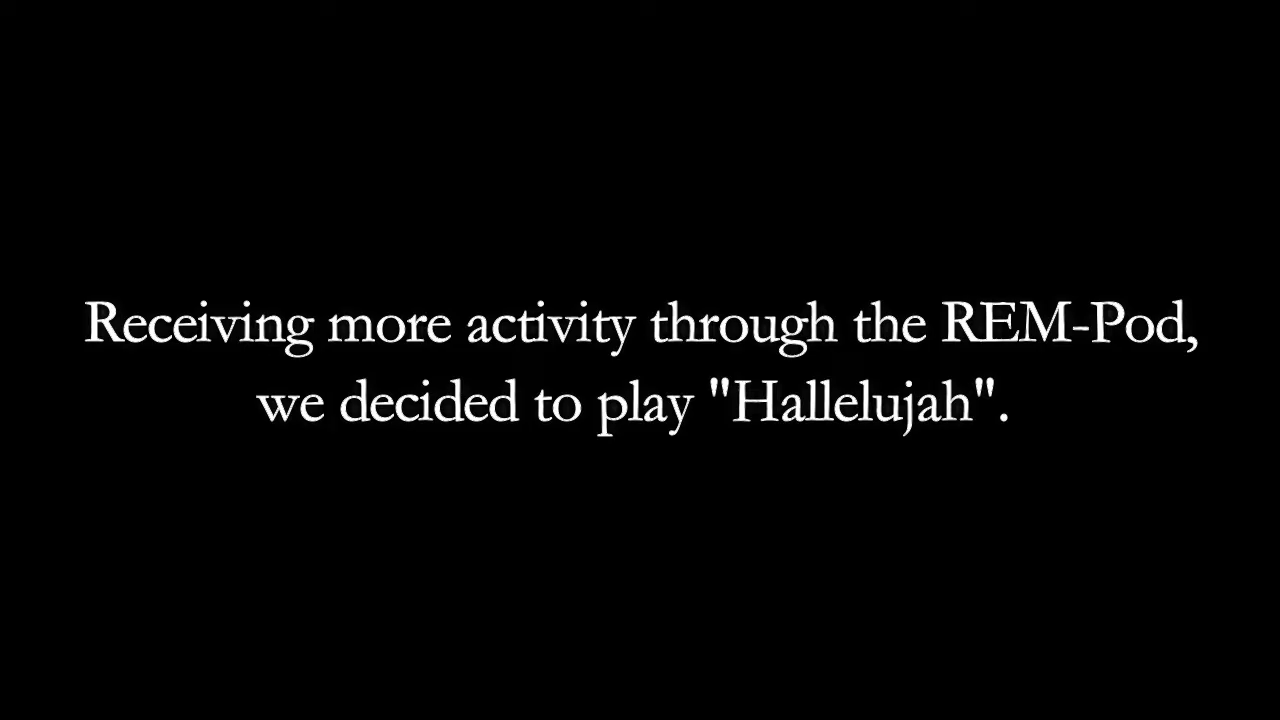 Receiving more activity through the REM-Pod,
we decided to play "Hallelujah".